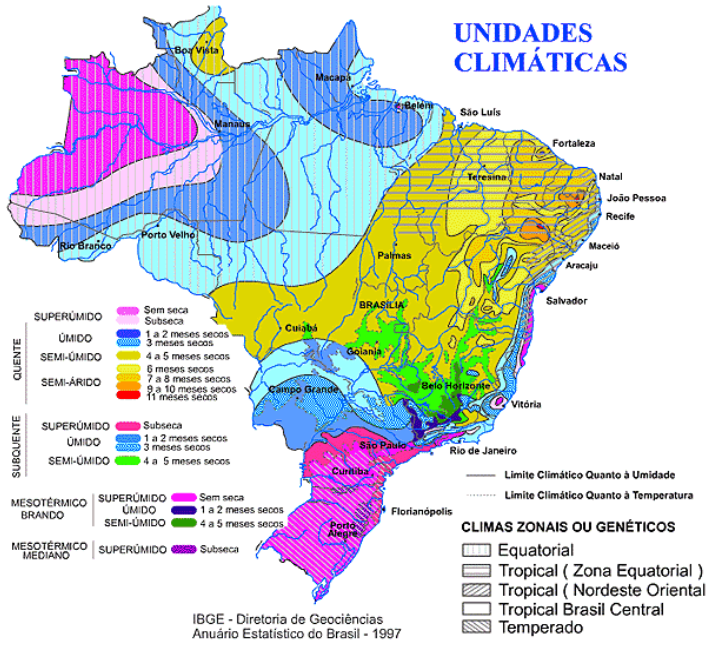 UNIDADES
CLIMÁTICAS
Boa Vista
Macapá
Belém
Manaus
São Luís
Fortaleza
Teresina
Natal
João Pessoa
Recife
Maceió
Aracaju
Salvador
Porto Velho
Rio Branco
Palmas
BRASÍLIA
Cuiabá
Goiania
Campo Grande
Belo Horizonte
Vitória
São Paulo
Rio de Janeiro
Curitiba
Florianópolis
Porto
Alegre
QUENTE
SUPERÚMIDO Sem seca
Subseca
ÚMIDO 1 a 2 meses secos
3 meses secos
SEMI-ÚMIDO 4 a 5 meses secos
6 meses secos
SEMI-ÁRIDO 7 a 8 meses secos
9 a 10 meses secos
11 meses secos
SUBQUENTE
SUPERÚMIDO Subseca
ÚMIDO 1 a 2 meses secos
3 meses secos
SEMI-ÚMIDO 4 a 5 meses secos
MESOTÉRMICO
BRANDO
SUPERÚMIDO Sem seca
ÚMIDO 1 a 2 meses secos
SEMI-ÚMIDO 4 a 5 meses secos
MESOTÉRMICO
MEDIANO
SUPERÚMIDO Subseca
Limite Climático Quanto à Umidade
Limite Climático Quanto à Temperatura
CLIMAS ZONAIS OU GENÉTICOS
Equatorial
Tropical ( Zona Equatorial )
Tropical ( Nordeste Oriental
Tropical Brasil Central
Temperado
IBGE - Diretoria de Geociências
Anuário Estatístico do Brasil - 1997